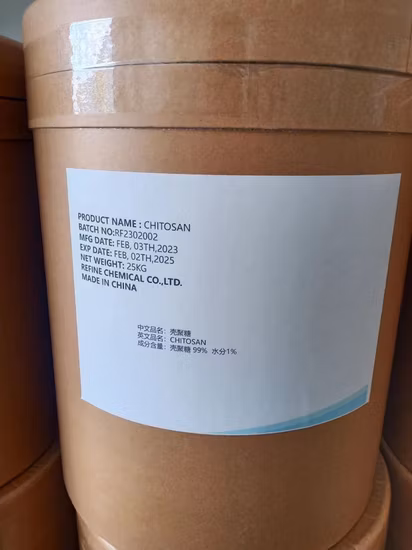 PRODUCT NAME : CHITOSAN
BATCH NO:RF2302002
MFG DATE: FEB, 03TH,2023
EXP DATE: FEB, 02TH,2025
NET WEIGHT: 25KG
REFINE CHEMICAL CO.,LTD.
MADE IN CHINA
中文品名：壳聚糖
英文品名：CHITOSAN
成分含量：壳聚糖 99% 水分1%